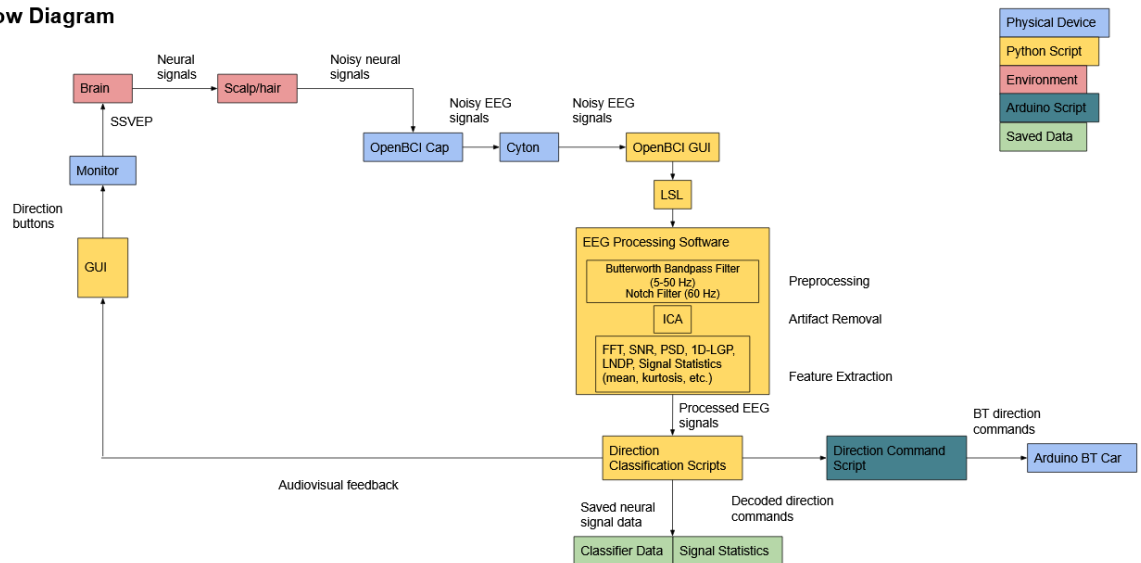 ow Diagram
Physical Device
Python Script
Environment
Arduino Script
Saved Data
Neural
signals
Noisy neural
signals
Brain
Scalp/hair
SSVEP
Noisy EEG
signals
Noisy EEG
signals
OpenBCI Cap
Cyton
OpenBCI GUI
Monitor
LSL
Direction
buttons
GUI
EEG Processing Software
Butterworth Bandpass Filter
(5-50 Hz)
Notch Filter (60 Hz)
Preprocessing
ICA
Artifact Removal
FFT, SNR, PSD, 1D-LGP,
LNDP, Signal Statistics
(mean, kurtosis, etc.)
Feature Extraction
Processed EEG
signals
BT direction
commands
Direction
Classification Scripts
Direction Command
Script
Arduino BT Car
Audiovisual feedback
Saved neural
signal data
Decoded direction
commands
Classifier Data
Signal Statistics